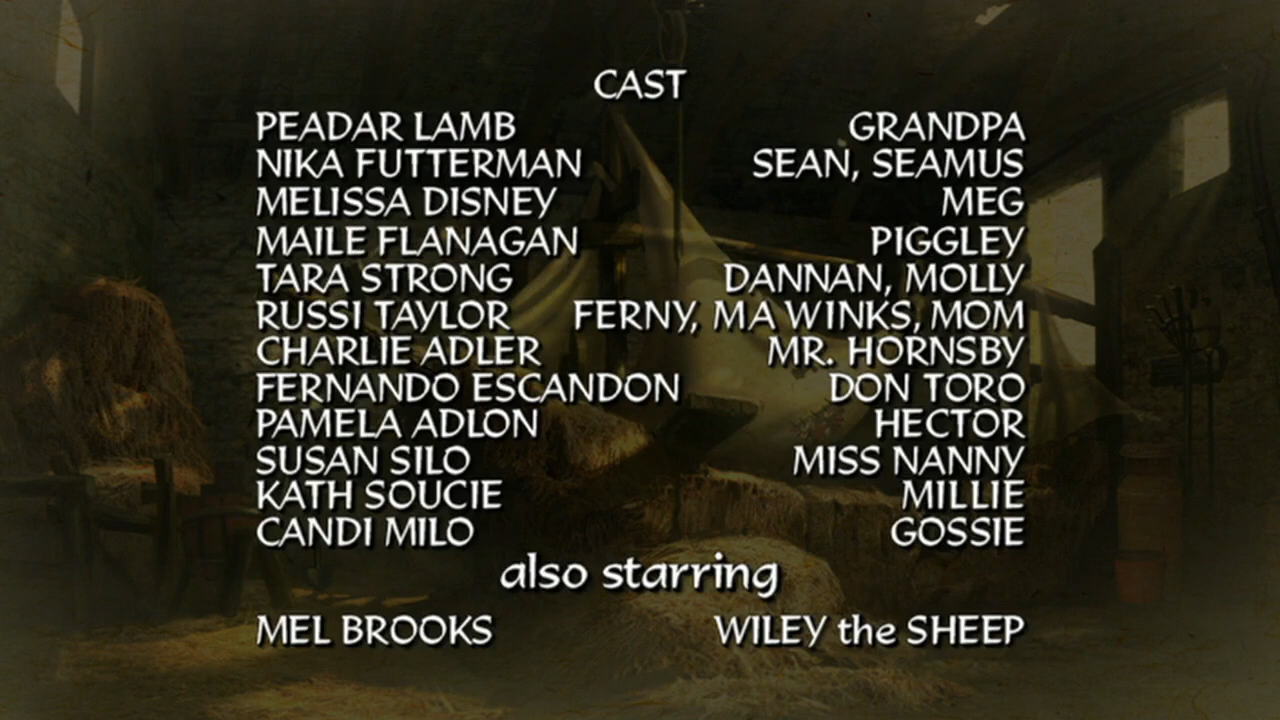 CAST
PEADAR LAMB GRANDPA
NIKA FUTTERMAN SEAN, SEAMUS
MELISSA DISNEY MEG
MAILE FLANAGAN PIGGLEY
TARA STRONG DANNAN, MOLLY
RUSSI TAYLOR FERNY, MA WINKS, MOM
CHARLIE ADLER MR. HORNSBY
FERNANDO ESCANDON DON TORO
PAMELA ADLON HECTOR
SUSAN SILO MISS NANNY
KATH SOUCIE MILLIE
CANDI MILO GOSSIE
also starring
MEL BROOKS WILEY the SHEEP